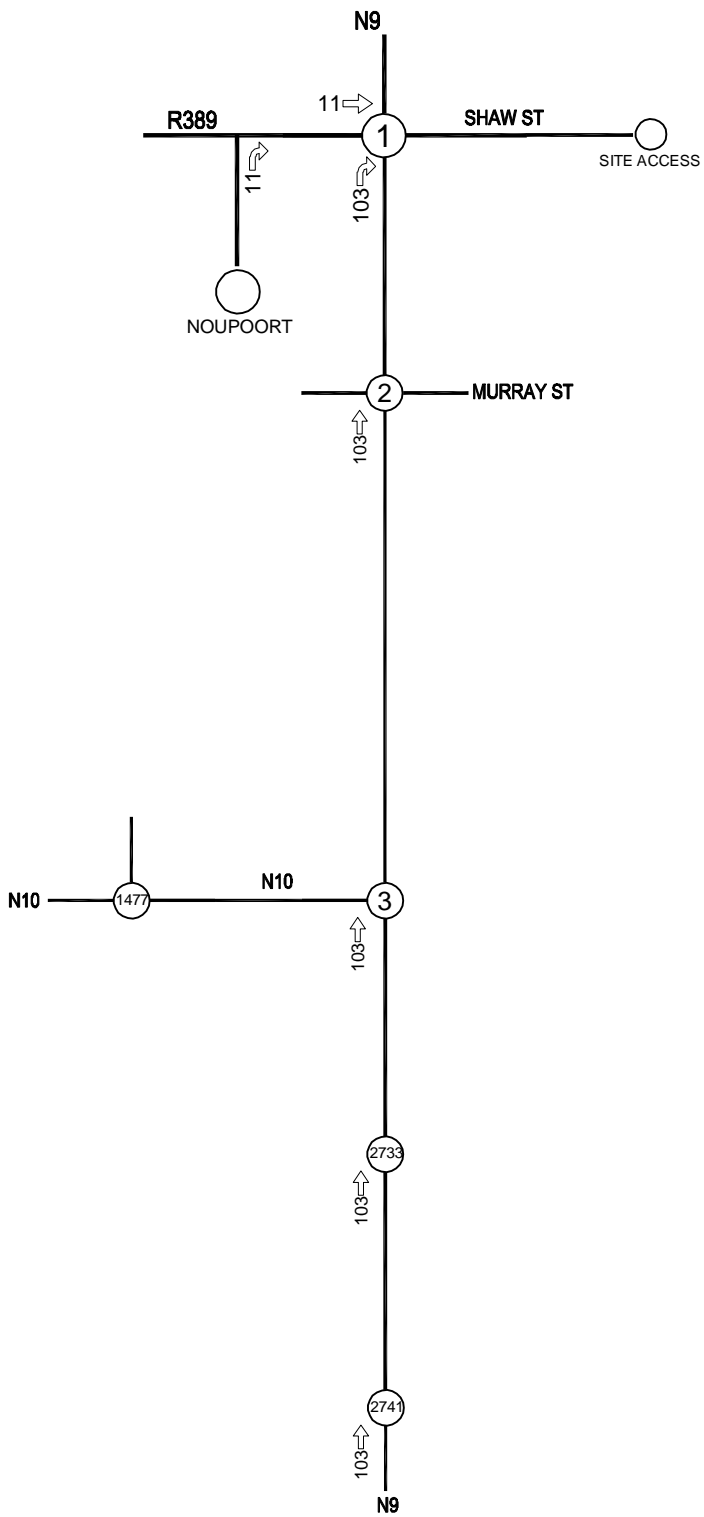 N9
11
R389
1
SHAW ST
SITE ACCESS
11
103
NOUPOORT
2
MURRAY ST
103
N10
1477
N10
3
103
2733
103
2741
103
N9